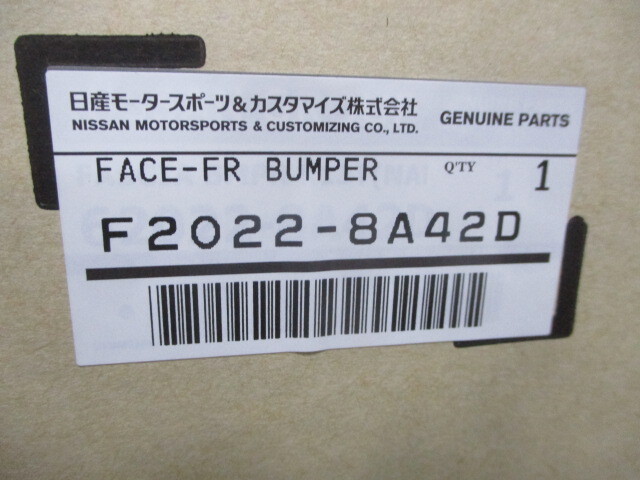 日産モータースポーツ&カスタマイズ株式会社
NISSAN MOTORSPORTS & CUSTOMIZING CO., LTD.
GENUINE PARTS
FACE-FR BUMPER Q'TY 1
F2022-8A42D